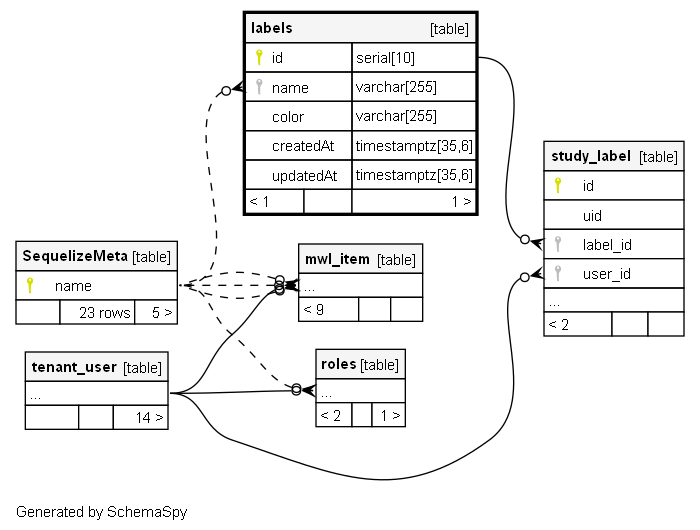 labels [table]
id serial[10]
name varchar[255]
color varchar[255]
createdAt timestamptz[35,6]
updatedAt timestamptz[35,6]
< 1 1 >
study_label [table]
id
uid
label_id
user_id
...
< 2
SequelizeMeta [table]
name
23 rows 5 >
mwl_item [table]
...
< 9
tenant_user [table]
...
14 >
roles [table]
...
< 2 1 >
Generated by SchemaSpy